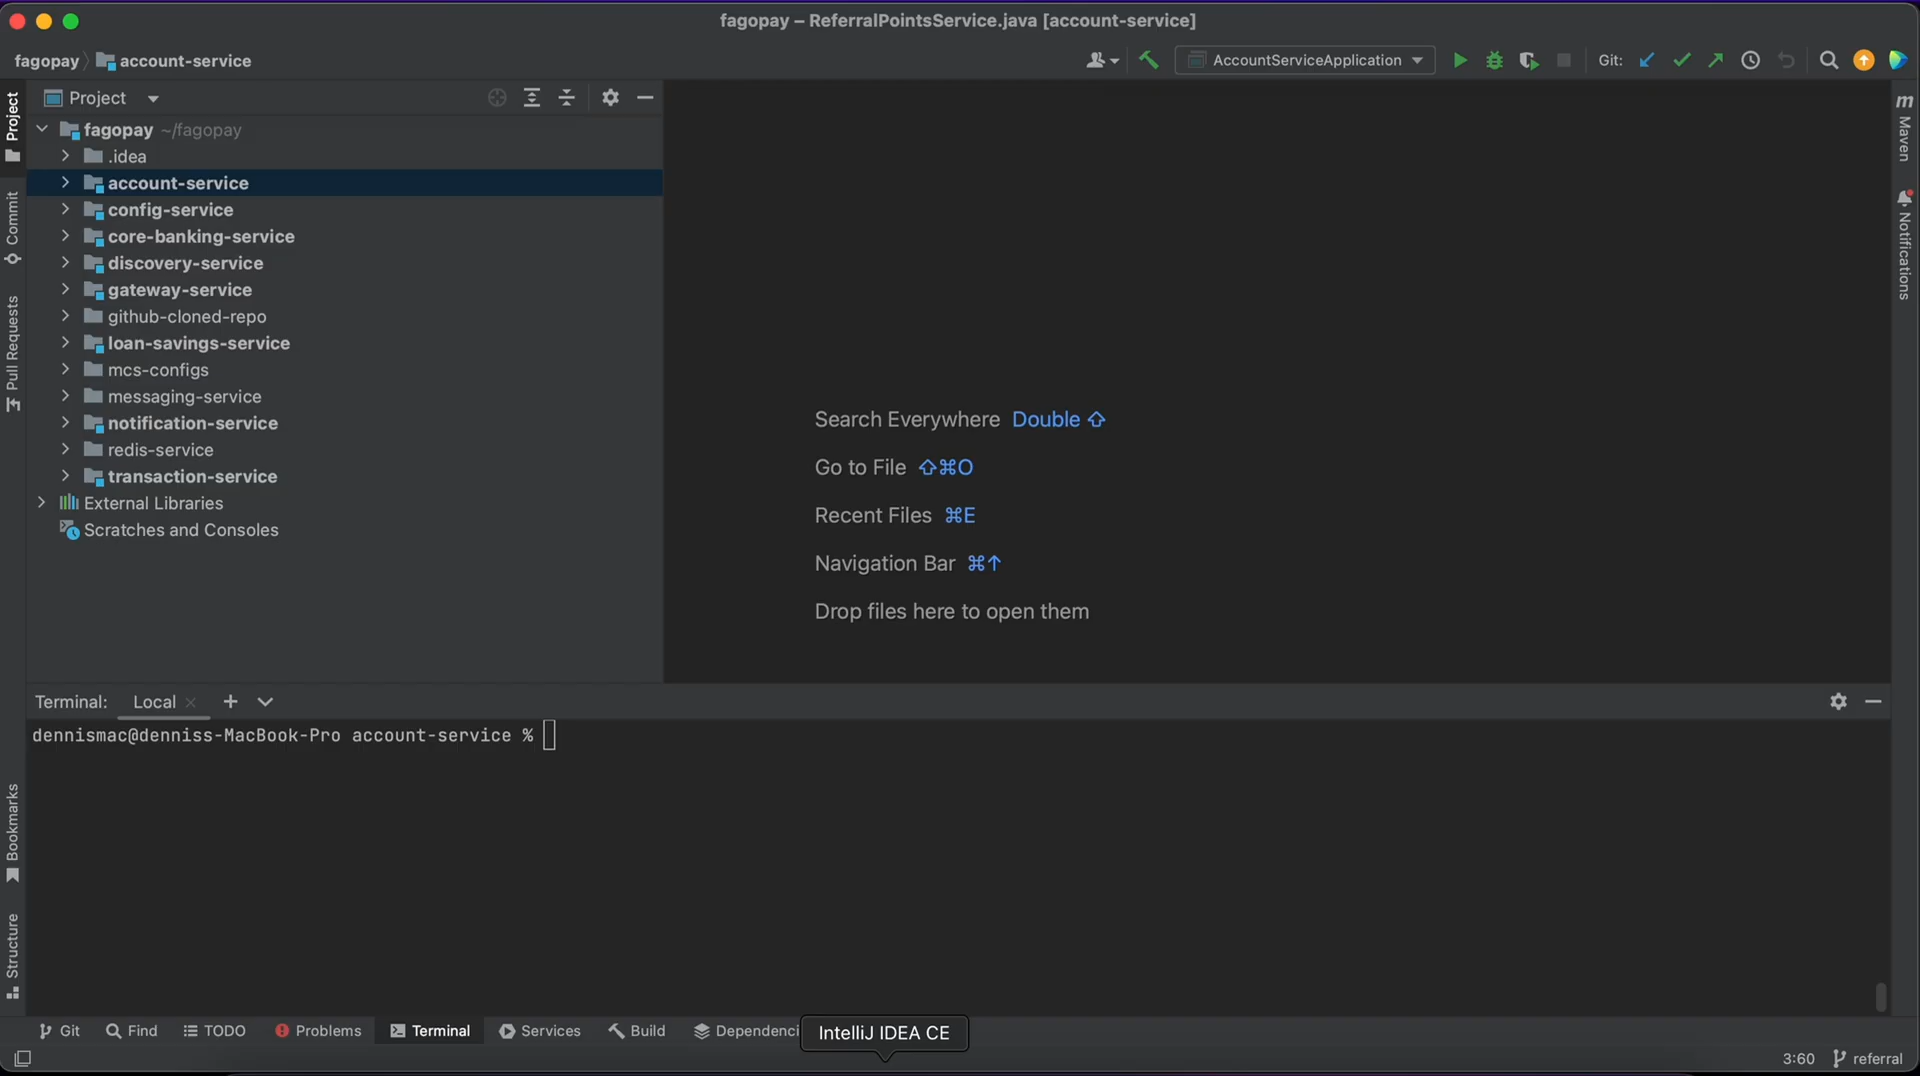 fagopay – ReferralPointsService.java [account-service]
fagopay account-service
AccountServiceApplication
Git:
Project
Project
Commit
Pull Requests
Bookmarks
Structure
fagopay ~/fagopay
.idea
account-service
config-service
core-banking-service
discovery-service
gateway-service
github-cloned-repo
loan-savings-service
mcs-configs
messaging-service
notification-service
redis-service
transaction-service
External Libraries
Scratches and Consoles
Search Everywhere Double ⇧
Go to File ⇧⌘O
Recent Files ⌘E
Navigation Bar ⌘↑
Drop files here to open them
m Maven
Notifications
Terminal: Local
dennismac@denniss-MacBook-Pro account-service %
Git Find TODO Problems Terminal Services Build Dependenci
IntelliJ IDEA CE
3:60 referral